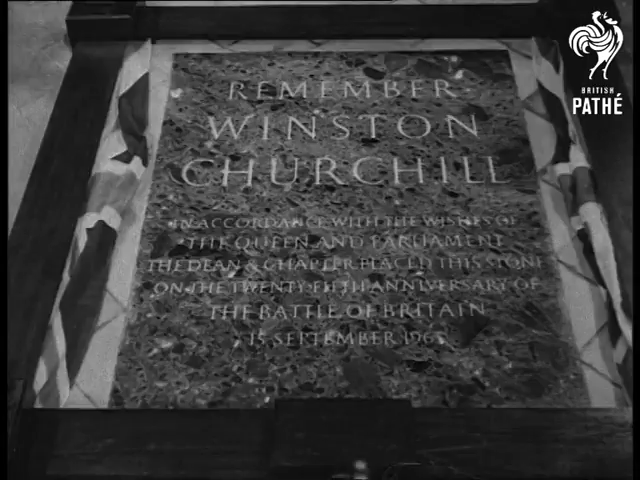 BRITISH
PATHÉ
REMEMBER
WINSTON
CHURCHILL
IN ACCORDANCE WITH THE WISHES OF
THE QUEEN AND PARLIAMENT
THE DEAN & CHAPTER PLACED THIS STONE
ON THE TWENTY FIFTH ANNIVERSARY OF
THE BATTLE OF BRITAIN
15 SEPTEMBER 1965